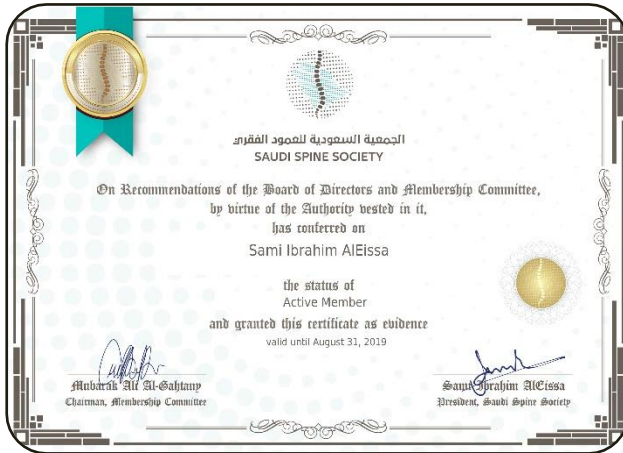 الجمعية السعودية للعمود الفقري
SAUDI SPINE SOCIETY
On Recommendations of the Board of Directors and Membership Committee,
by virtue of the Authority vested in it,
has conferred on
Sami Ibrahim AlEissa
the status of
Active Member
and granted this certificate as evidence
valid until August 31, 2019
Mubarak Ali Al-Gahtany
Chairman, Membership Committee
Sami Ibrahim AlEissa
President, Saudi Spine Society